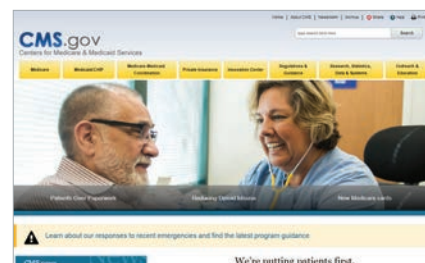 Home | About CMS | Newsroom | Archive | Share Help Print
CMS.gov
Search
Centers for Medicare & Medicaid Services
Medicare
Medicaid/CHIP
Medicare-Medicaid
Coordination
Private Insurance
Innovation Center
Regulations &
Guidance
Research, Statistics,
Data & Systems
Outreach &
Education
Patients Over Paperwork
Reducing Opioid Misuse
New Medicare cards
Learn about our responses to recent emergencies and find the latest program guidance
We're putting patients first.